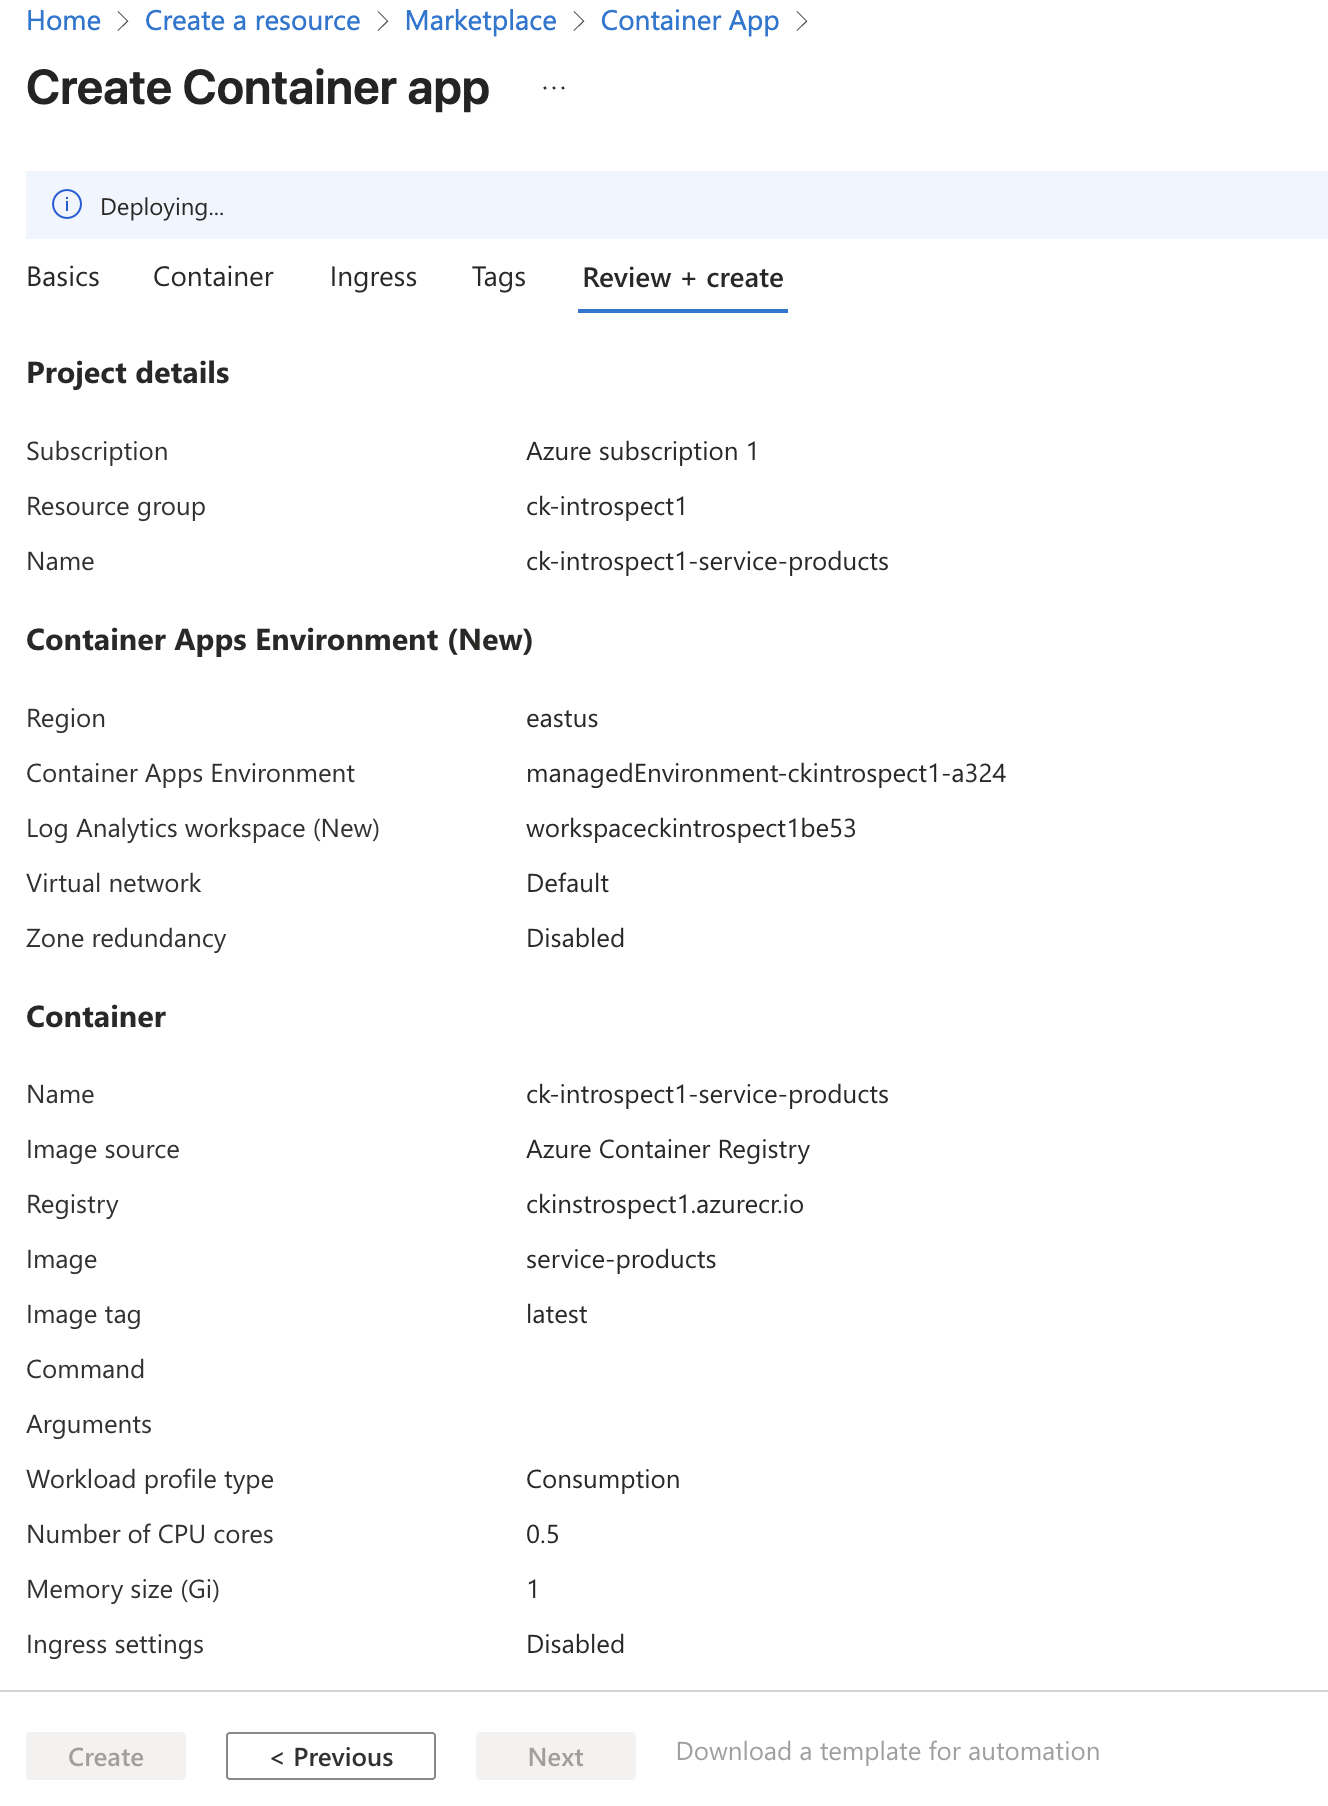 Home > Create a resource > Marketplace > Container App >
Create Container app ...
Deploying...
Basics Container Ingress Tags Review + create
Project details
Subscription Azure subscription 1
Resource group ck-introspect1
Name ck-introspect1-service-products
Container Apps Environment (New)
Region eastus
Container Apps Environment managedEnvironment-ckintrospect1-a324
Log Analytics workspace (New) workspaceckintrospect1be53
Virtual network Default
Zone redundancy Disabled
Container
Name ck-introspect1-service-products
Image source Azure Container Registry
Registry ckinstrospect1.azurecr.io
Image service-products
Image tag latest
Command
Arguments
Workload profile type Consumption
Number of CPU cores 0.5
Memory size (Gi) 1
Ingress settings Disabled
Create < Previous Next Download a template for automation